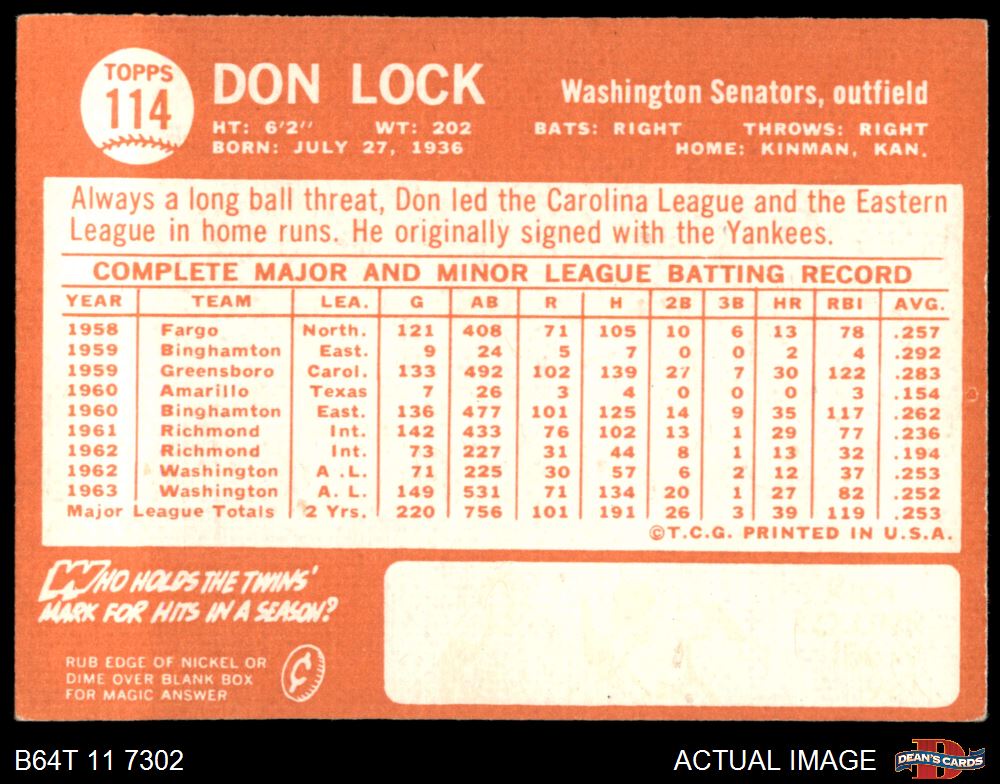 TOPPS
114
DON LOCK
Washington Senators, outfield
HT: 6'2" WT: 202 BATS: RIGHT THROWS: RIGHT
BORN: JULY 27, 1936 HOME: KINMAN, KAN.
Always a long ball threat, Don led the Carolina League and the Eastern
League in home runs. He originally signed with the Yankees.
COMPLETE MAJOR AND MINOR LEAGUE BATTING RECORD
YEAR TEAM LEA. G AB R H 2B 3B HR RBI AVG.
1958 Fargo North. 121 408 71 105 10 6 13 78 .257
1959 Binghamton East. 9 24 5 7 0 0 2 4 .292
1959 Greensboro Carol. 133 492 102 139 27 7 30 122 .283
1960 Amarillo Texas 7 26 3 4 0 0 0 3 .154
1960 Binghamton East. 136 477 101 125 14 9 35 117 .262
1961 Richmond Int. 142 433 76 102 13 1 29 77 .236
1962 Richmond Int. 73 227 31 44 8 1 13 32 .194
1962 Washington A .L. 71 225 30 57 6 2 12 37 .253
1963 Washington A. L. 149 531 71 134 20 1 27 82 .252
Major League Totals 2 Yrs. 220 756 101 191 26 3 39 119 .253
©T.C.G. PRINTED IN U.S.A.
WHO HOLDS THE TWINS'
MARK FOR HITS IN A SEASON?
RUB EDGE OF NICKEL OR
DIME OVER BLANK BOX
FOR MAGIC ANSWER
¢
B64T 11 7302 ACTUAL IMAGE
D
DEAN'S CARDS